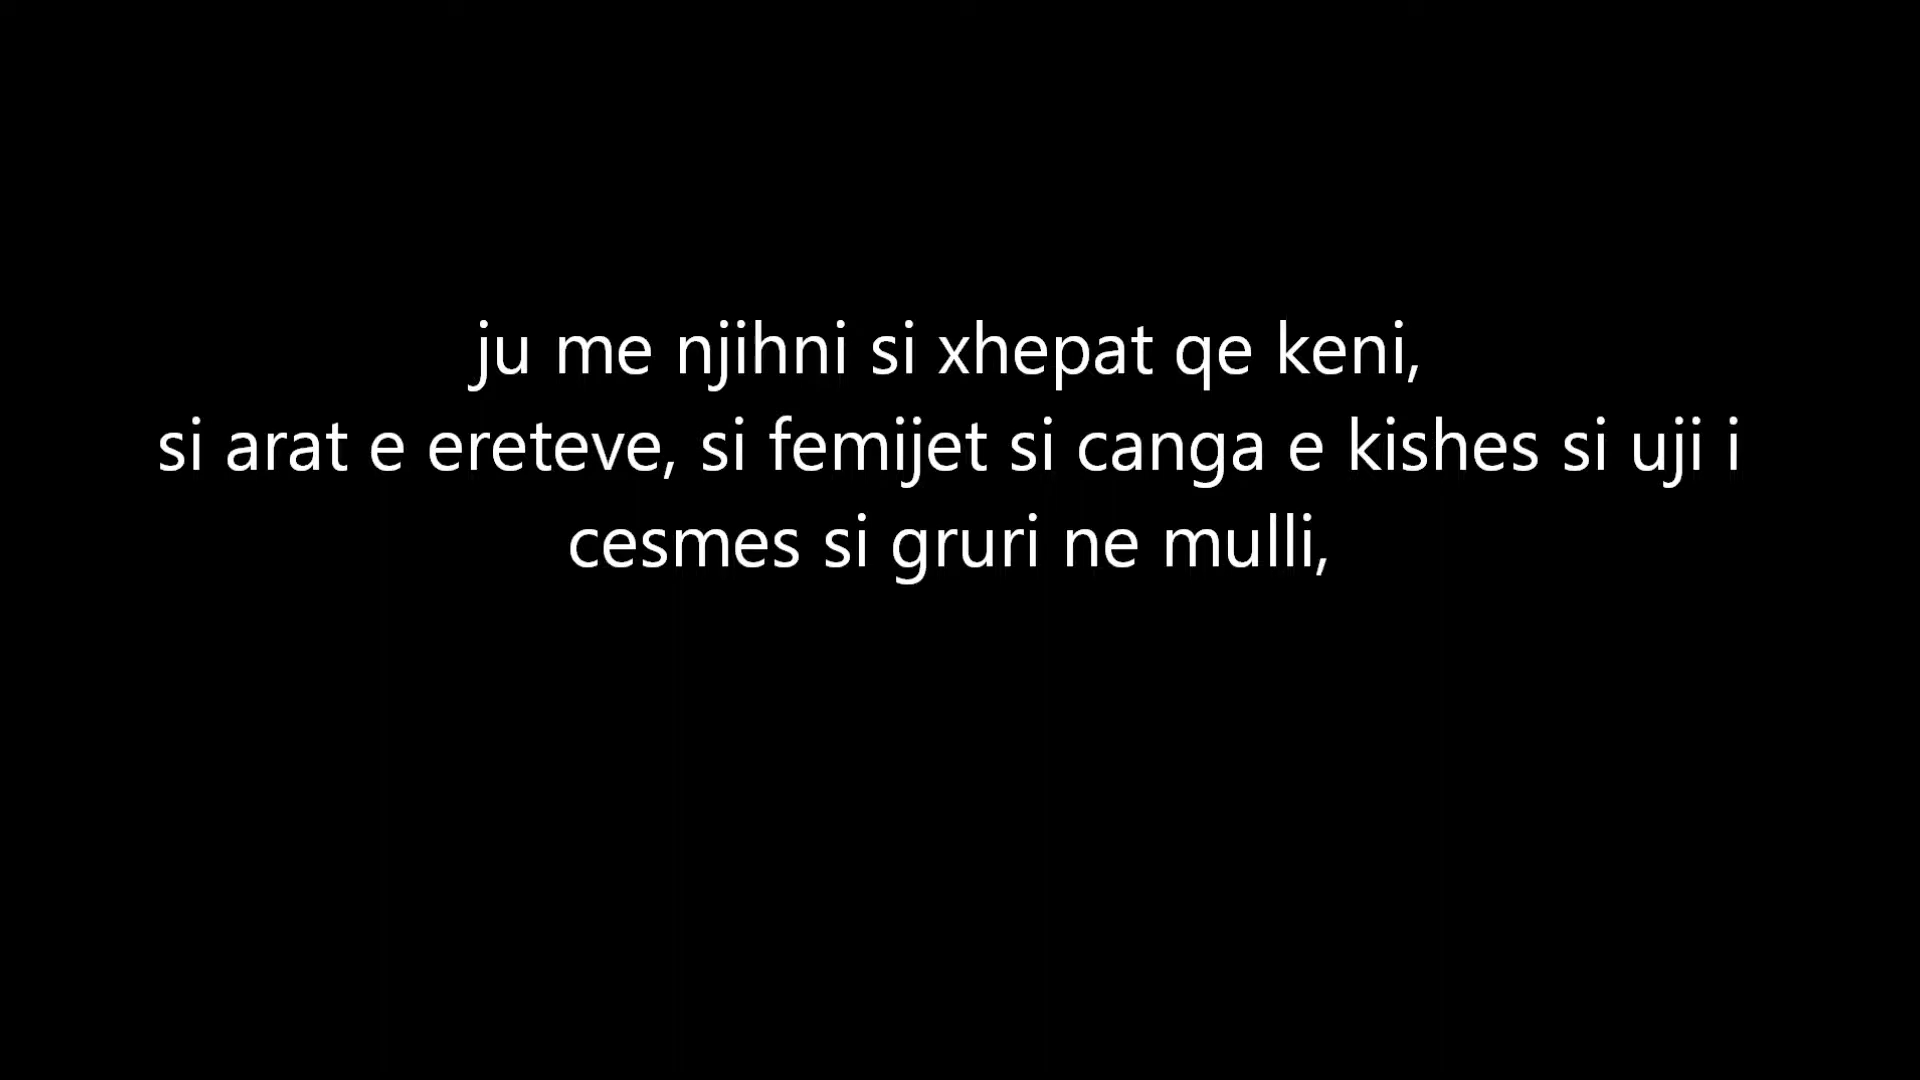 ju me njihni si xhepat qe keni,
si arat e ereteve, si femijet si canga e kishes si uji i
cesmes si gruri ne mulli,